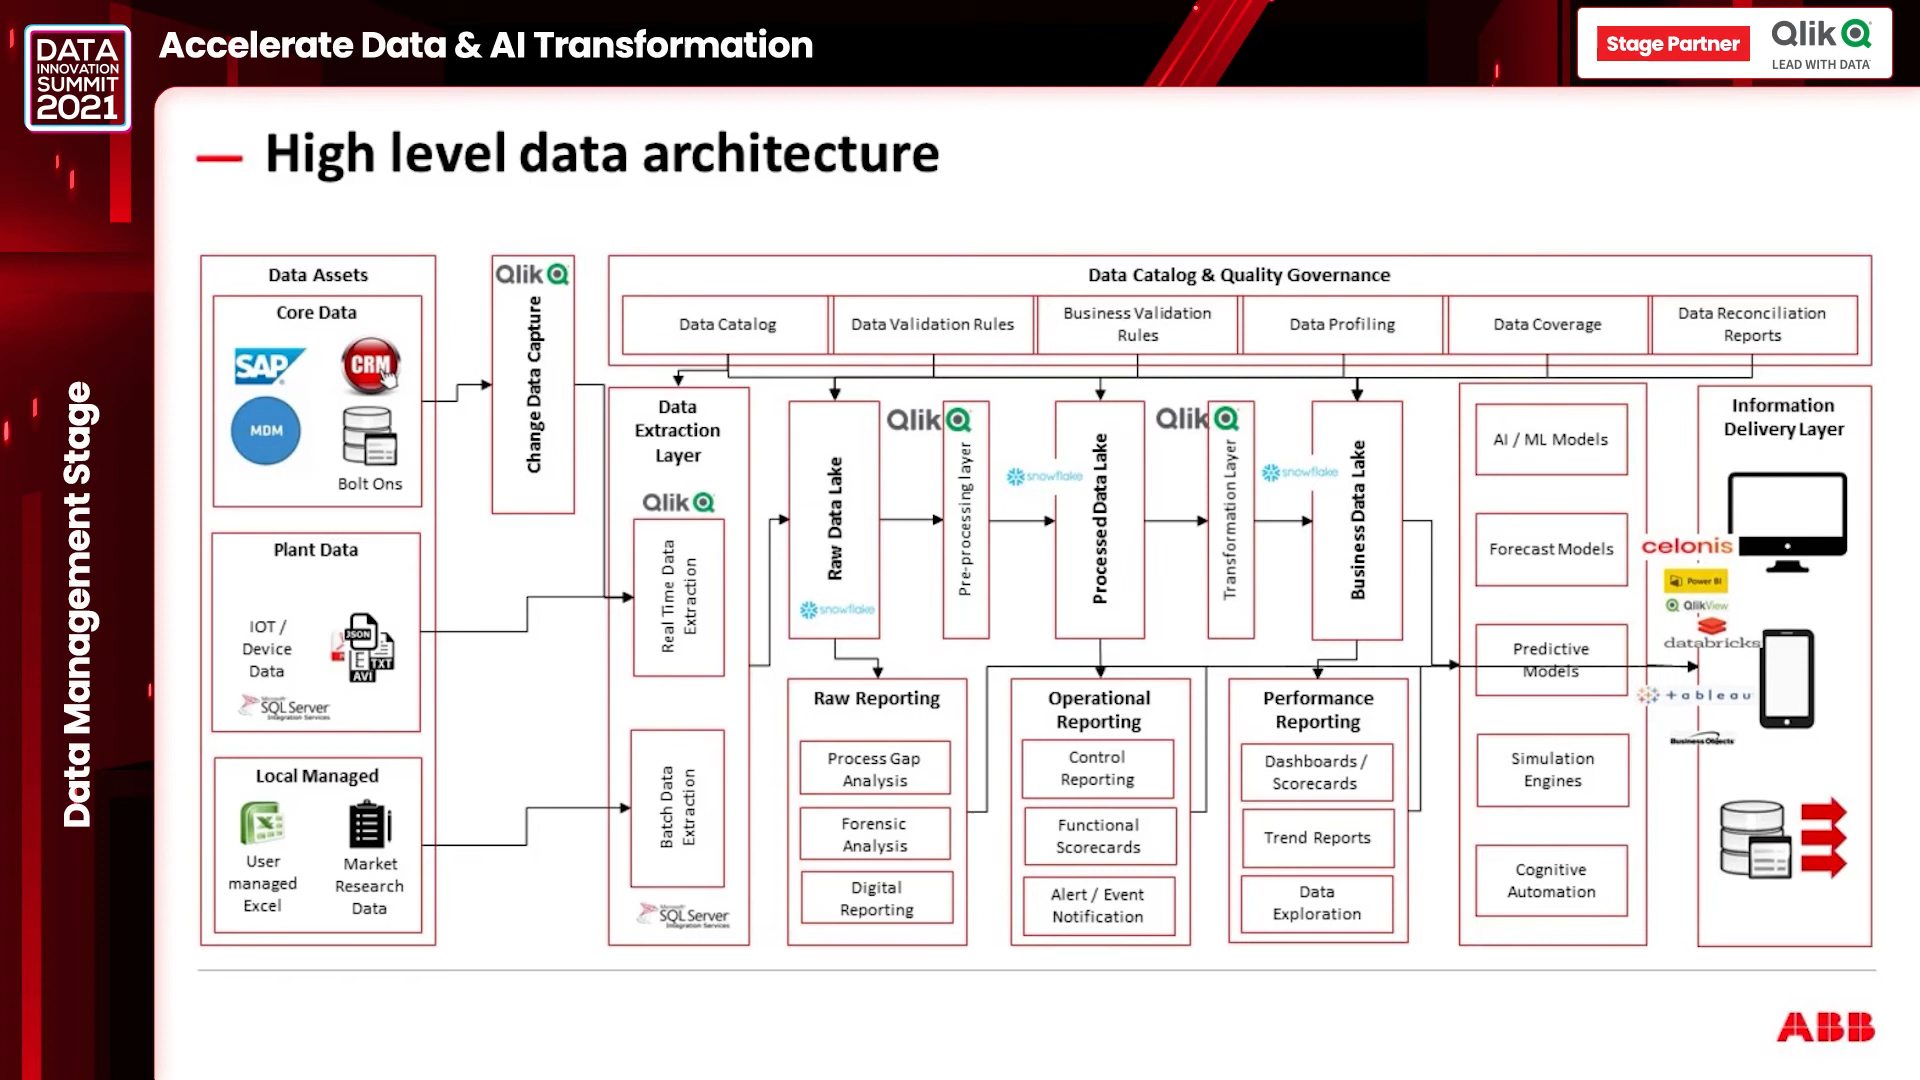 DATA
INNOVATION
SUMMIT
2021
Accelerate Data & AI Transformation
Stage Partner
Qlik
LEAD WITH DATA
Data Management Stage
High level data architecture
Data Assets
Core Data
SAP
CRM
MDM
Bolt Ons
Plant Data
IOT /
Device
Data
JSON
E
TXT
AVI
Microsoft
SQL Server
Integration Services
Local Managed
User
managed
Excel
Market
Research
Data
Qlik
Change Data Capture
Data Catalog & Quality Governance
Data Catalog
Data Validation Rules
Business Validation
Rules
Data Profiling
Data Coverage
Data Reconciliation
Reports
Data
Extraction
Layer
Qlik
Real Time Data
Extraction
Batch Data
Extraction
Microsoft
SQL Server
Integration Services
Raw Data Lake
snowflake
Qlik
Pre-processing layer
snowflake
Processed Data Lake
Qlik
Transformation Layer
snowflake
Business Data Lake
Raw Reporting
Process Gap
Analysis
Forensic
Analysis
Digital
Reporting
Operational
Reporting
Control
Reporting
Functional
Scorecards
Alert / Event
Notification
Performance
Reporting
Dashboards /
Scorecards
Trend Reports
Data
Exploration
AI / ML Models
Forecast Models
Predictive
Models
Simulation
Engines
Cognitive
Automation
Information
Delivery Layer
celonis
Power BI
QlikView
databricks
+ableau
Business Objects
ABB